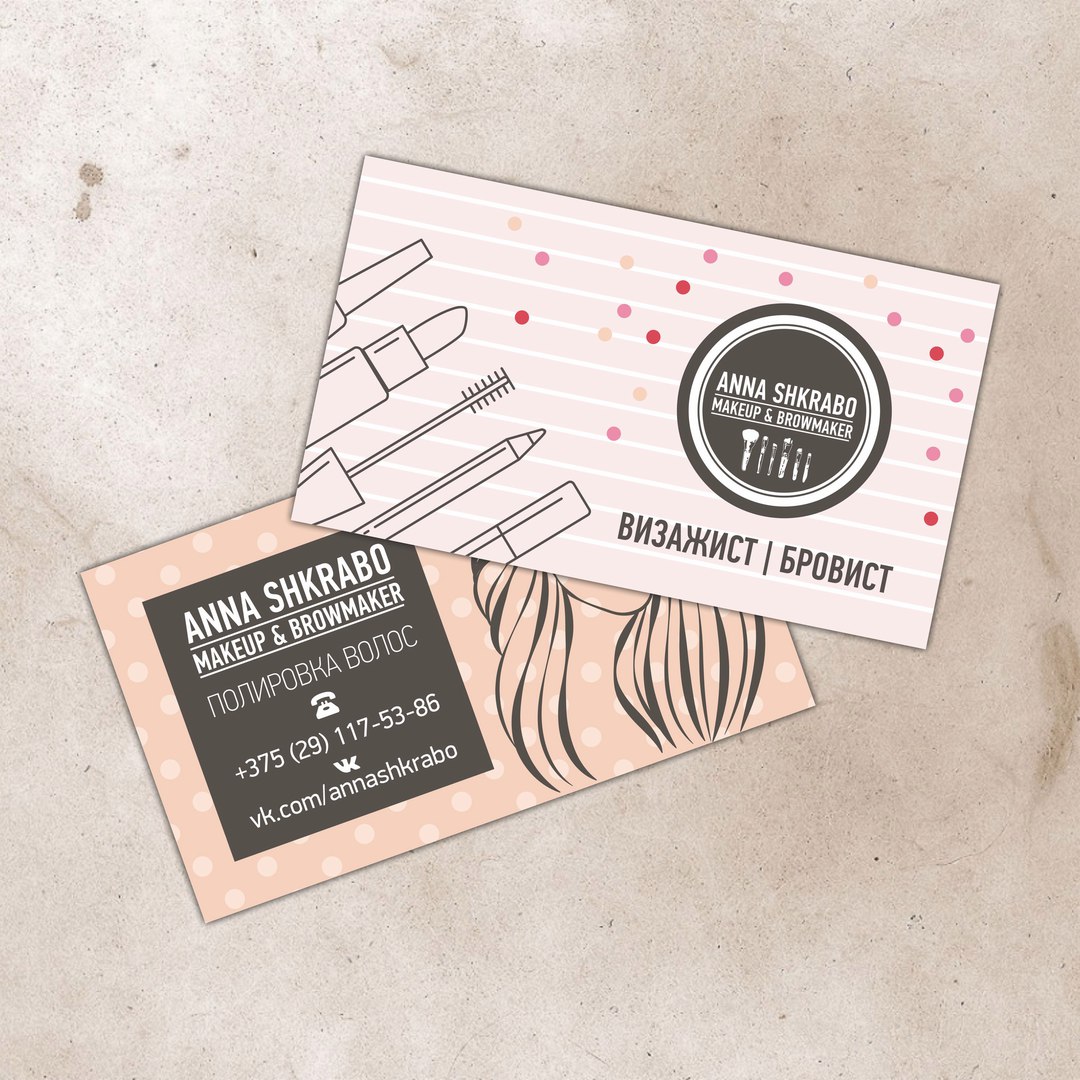 ANNA SHKRABO
MAKEUP & BROWMAKER
ВИЗАЖИСТ | БРОВИСТ
ANNA SHKRABO
MAKEUP & BROWMAKER
ПОЛИРОВКА ВОЛОС
+375 (29) 117-53-86
vk.com/annashkrabo